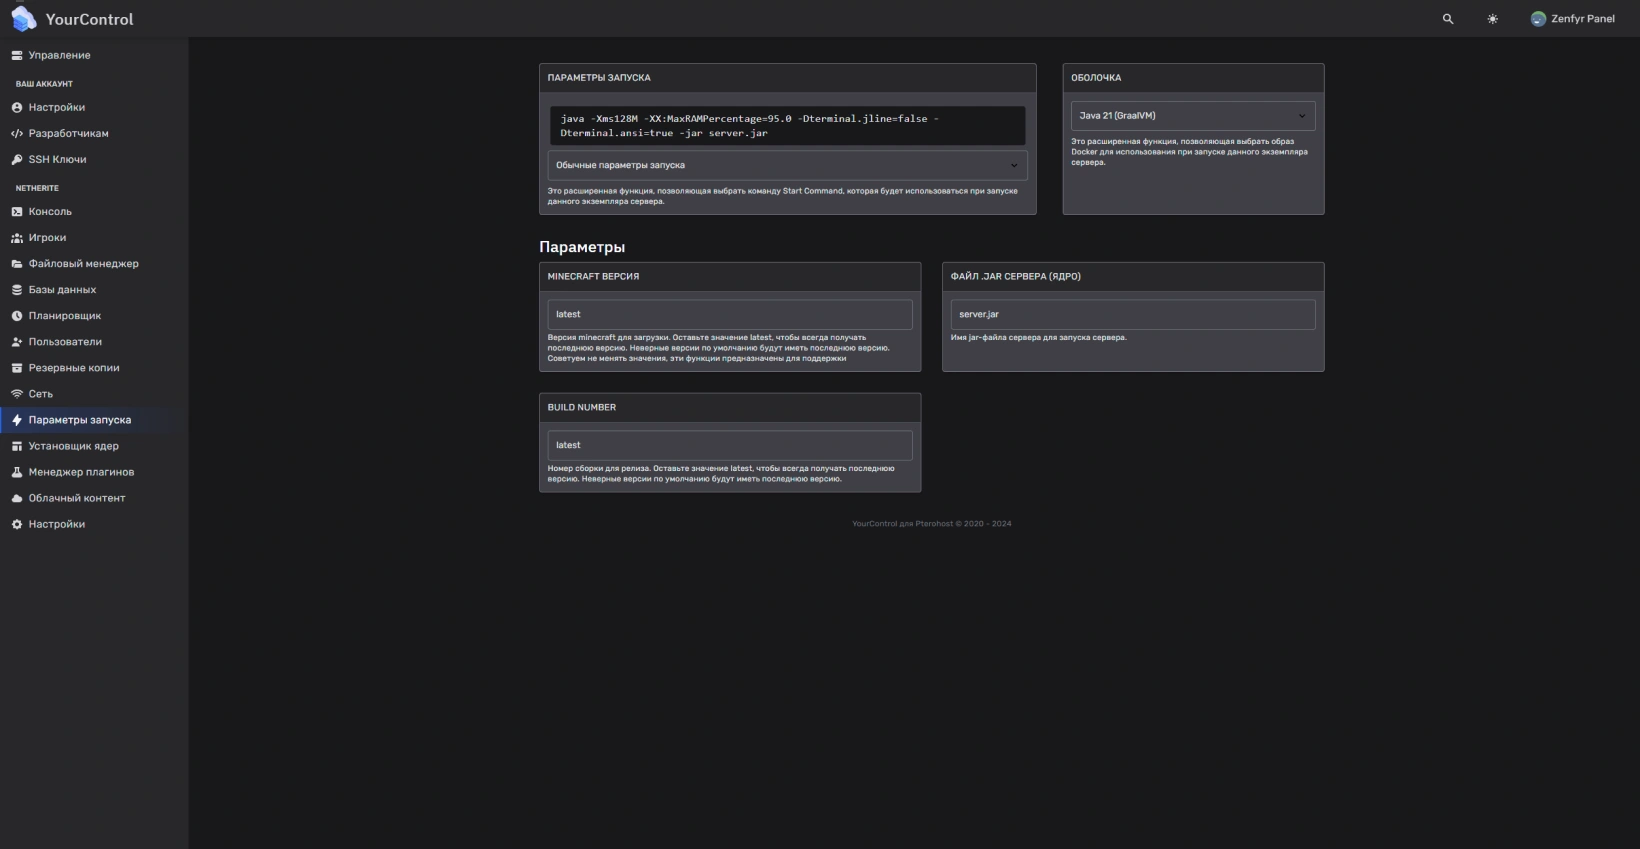 YourControl
Zenfyr Panel
Управление
ВАШ АККАУНТ
Настройки
Разработчикам
SSH Ключи
NETHERITE
Консоль
Игроки
Файловый менеджер
Базы данных
Планировщик
Пользователи
Резервные копии
Сеть
Параметры запуска
Установщик ядер
Менеджер плагинов
Облачный контент
Настройки
ПАРАМЕТРЫ ЗАПУСКА
java -Xms128M -XX:MaxRAMPercentage=95.0 -Dterminal.jline=false -
Dterminal.ansi=true -jar server.jar
Обычные параметры запуска
Это расширенная функция, позволяющая выбрать команду Start Command, которая будет использоваться при запуске
данного экземпляра сервера.
ОБОЛОЧКА
Java 21 (GraalVM)
Это расширенная функция, позволяющая выбрать образ
Docker для использования при запуске данного экземпляра
сервера.
Параметры
MINECRAFT ВЕРСИЯ
latest
Версия minecraft для загрузки. Оставьте значение latest, чтобы всегда получать
последнюю версию. Неверные версии по умолчанию будут иметь последнюю версию.
Советуем не менять значения, эти функции предназначены для поддержки
ФАЙЛ .JAR СЕРВЕРА (ЯДРО)
server.jar
Имя jar-файла сервера для запуска сервера.
BUILD NUMBER
latest
Номер сборки для релиза. Оставьте значение latest, чтобы всегда получать последнюю
версию. Неверные версии по умолчанию будут иметь последнюю версию.
YourControl для Pterohost © 2020 - 2024